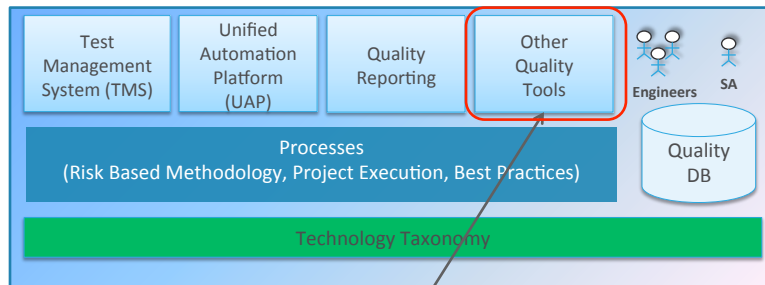 Test
Management
System (TMS)
Unified
Automation
Platform
(UAP)
Quality
Reporting
Other
Quality
Tools
Engineers
SA
Processes
(Risk Based Methodology, Project Execution, Best Practices)
Quality
DB
Technology Taxonomy